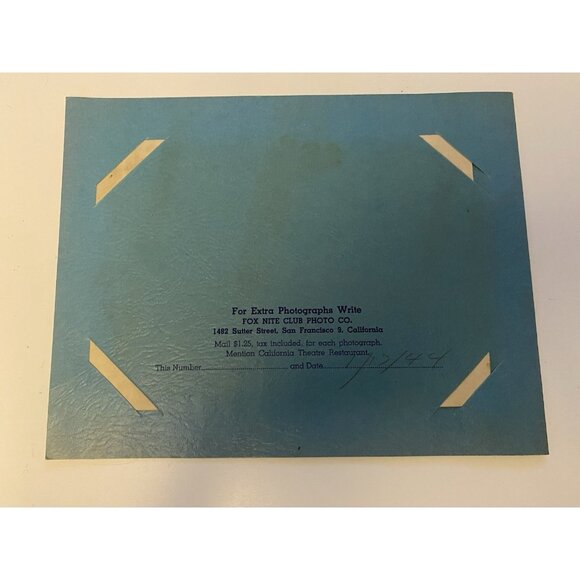 For Extra Photographs Write
FOX NITE CLUB PHOTO CO.
1482 Sutter Street, San Francisco 9, California
Mail $1.25, tax included, for each photograph.
Mention California Theatre Restaurant.
This Number and Date